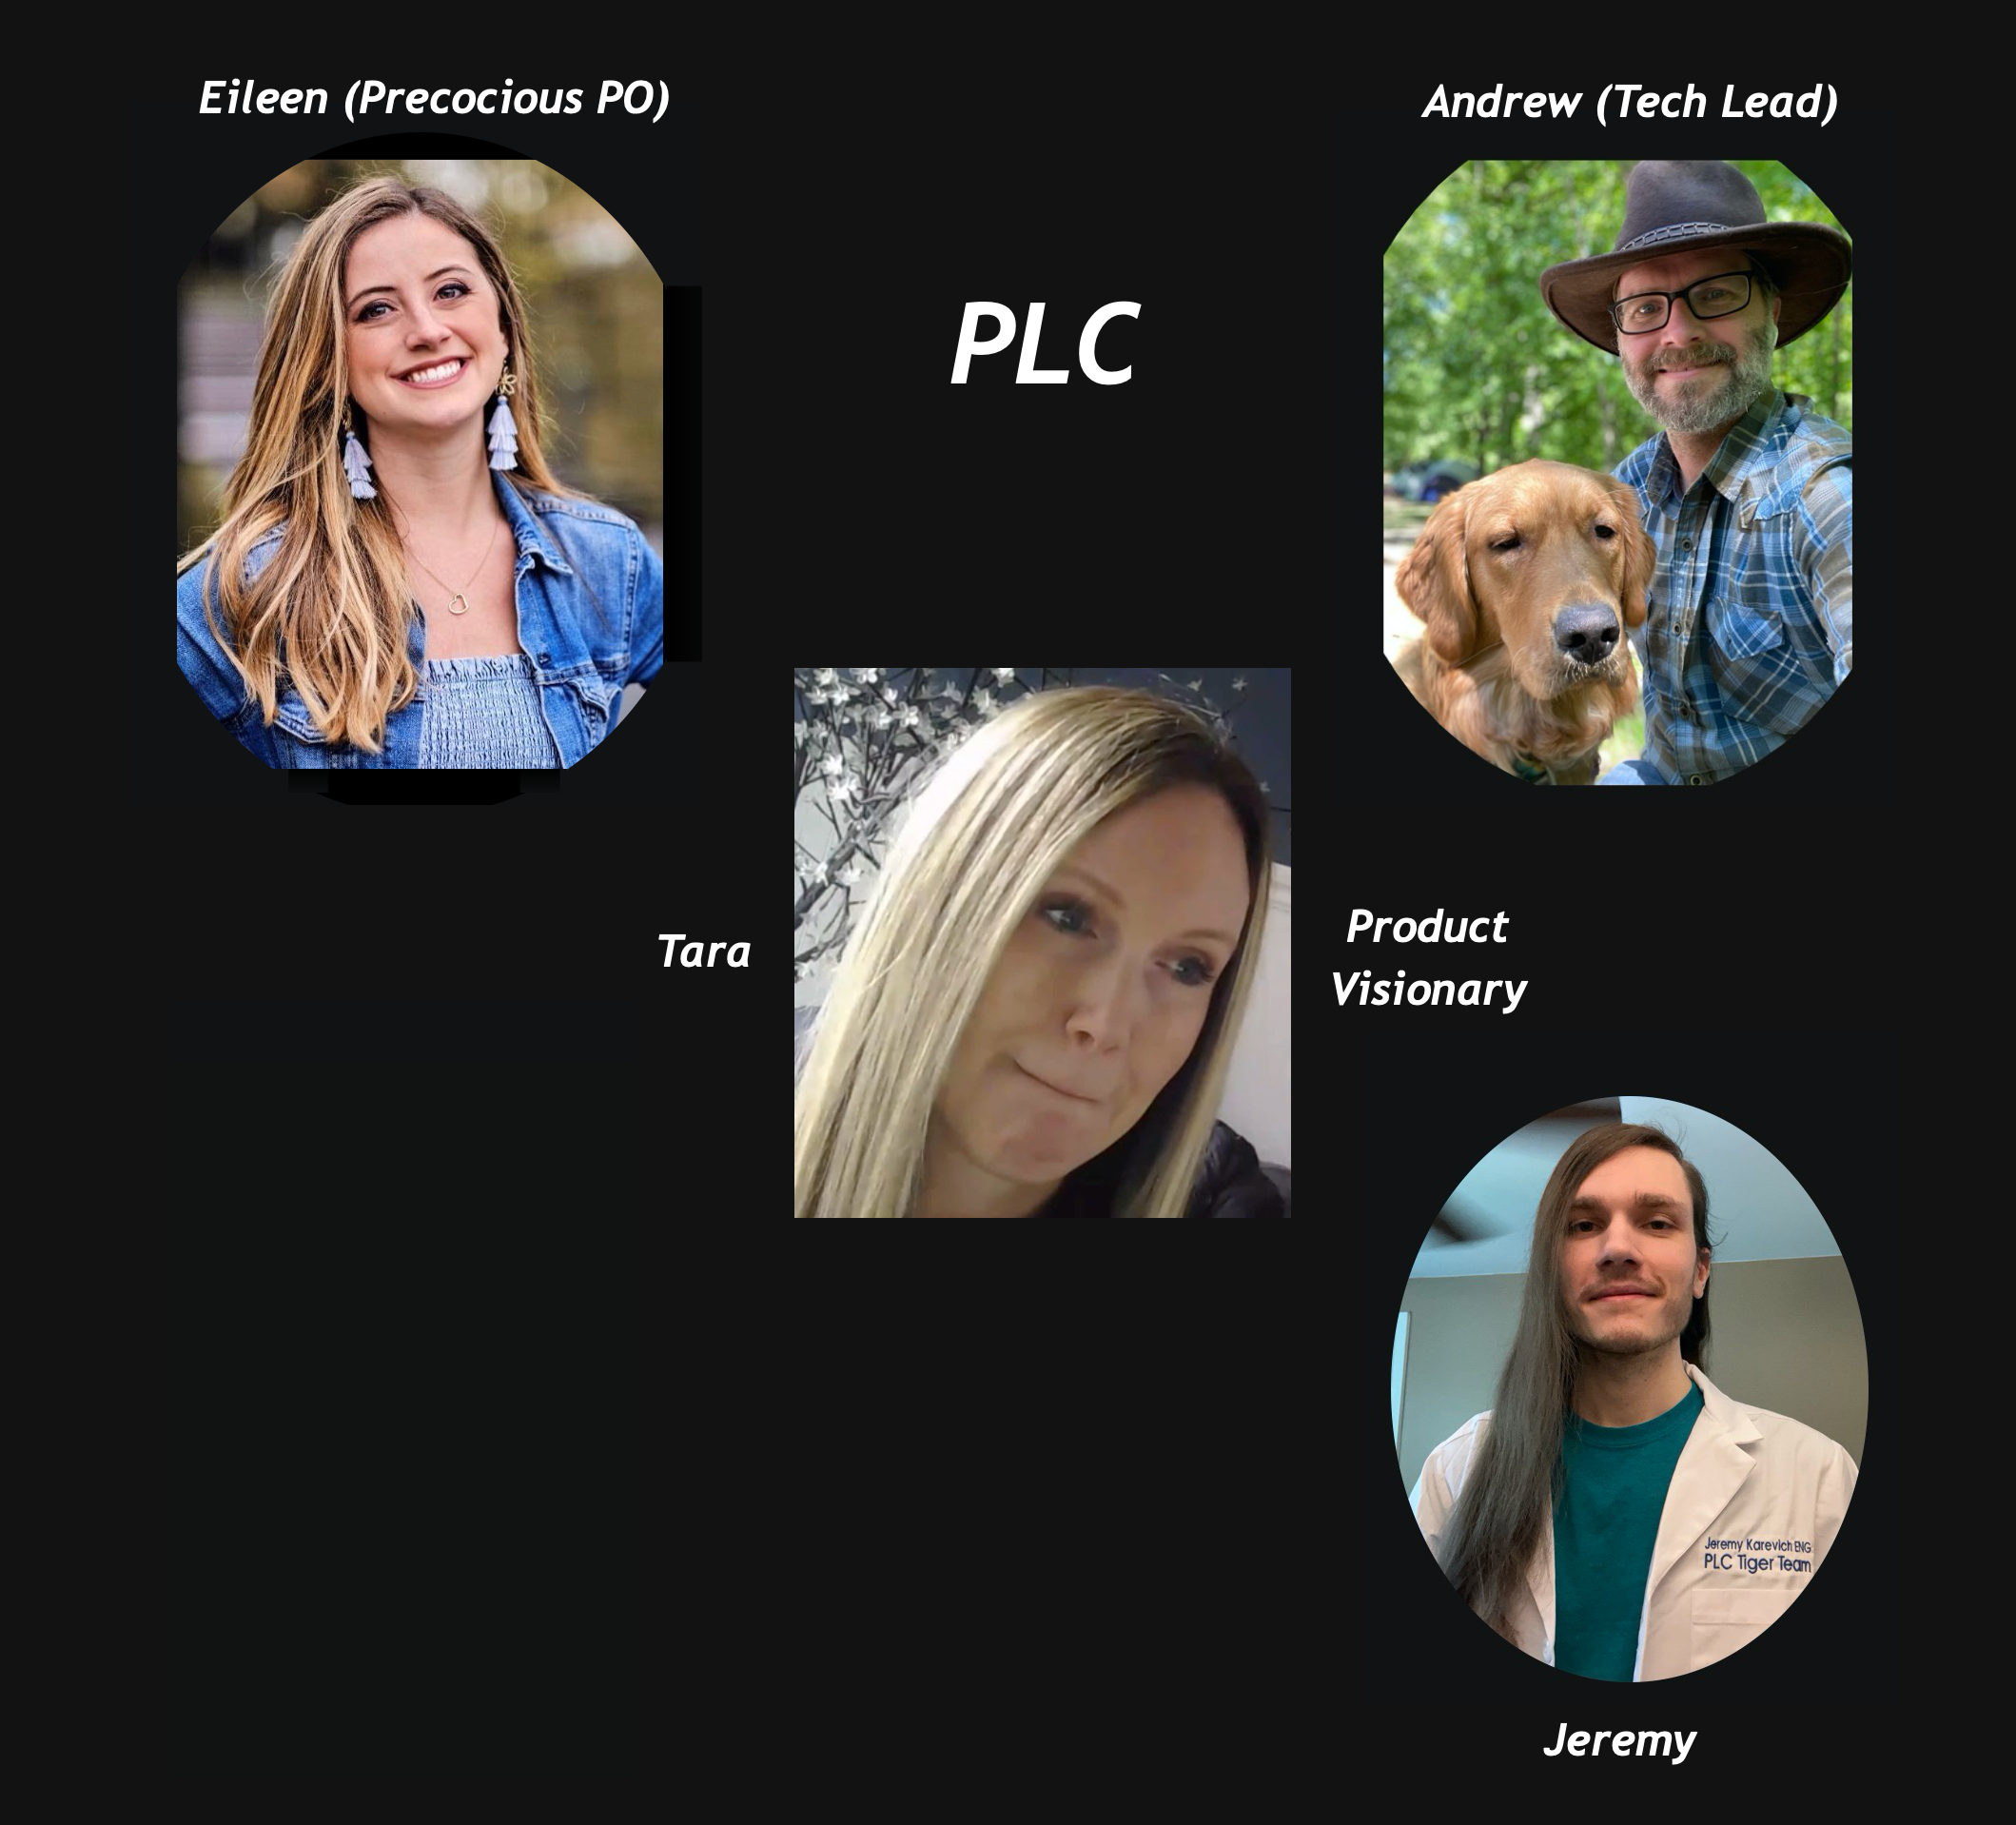 Eileen (Precocious PO)
Andrew (Tech Lead)
PLC
Tara
Product
Visionary
Jeremy Karevich ENG
PLC Tiger Team
Jeremy